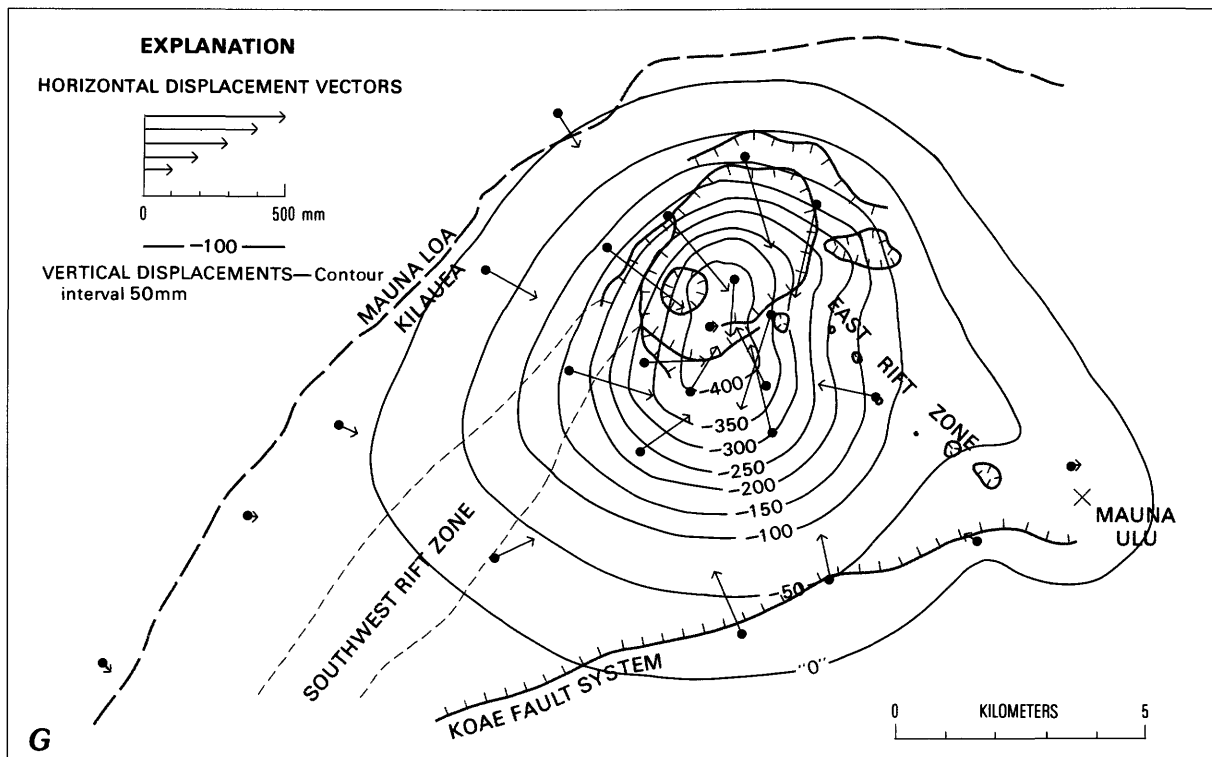 EXPLANATION
HORIZONTAL DISPLACEMENT VECTORS
0 500 mm
—100
VERTICAL DISPLACEMENTS—Contour
interval 50mm
MAUNA LOA
KILAUEA
EAST RIFT ZONE
—400
—350
—300
—250
—200
—150
—100
—50
"0"
MAUNA
ULU
SOUTHWEST RIFT ZONE
KOAE FAULT SYSTEM
0 KILOMETERS 5
G